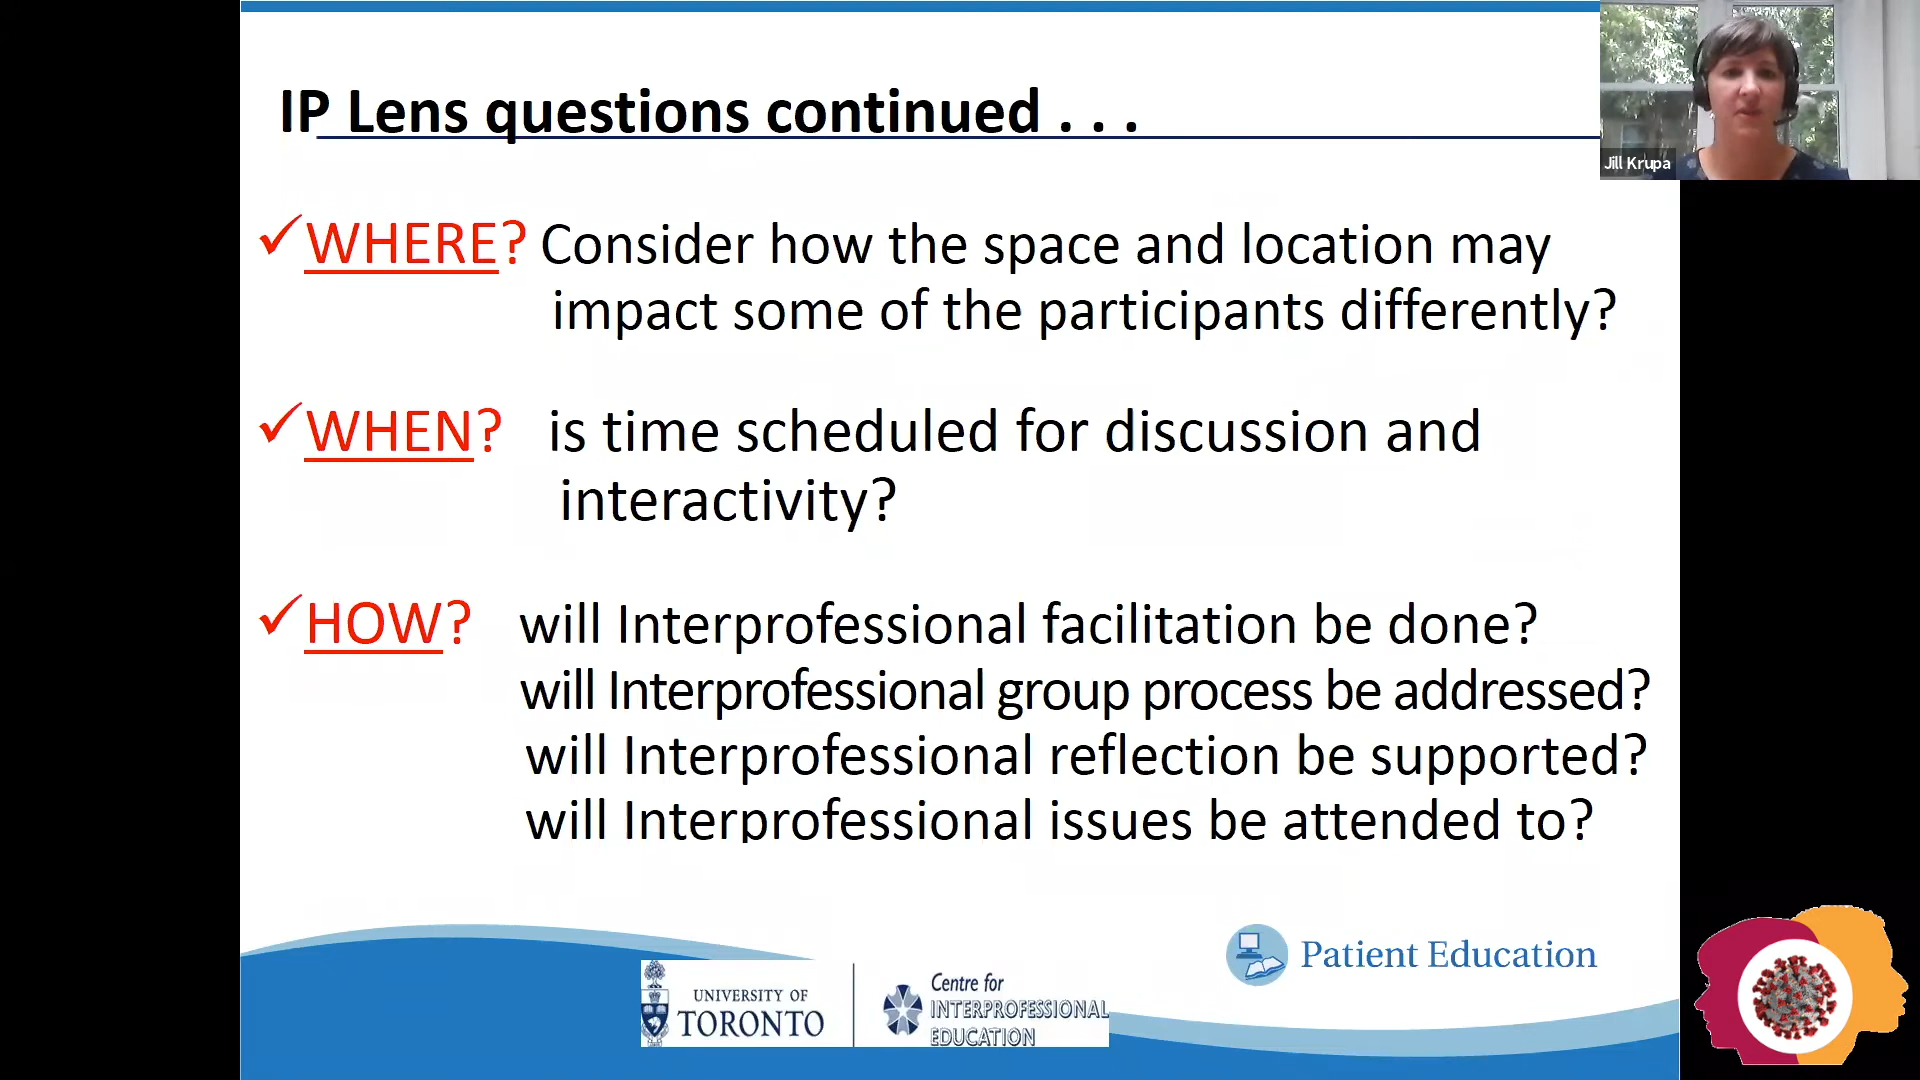 IP Lens questions continued . . .
Jill Krupa
✓WHERE? Consider how the space and location may
impact some of the participants differently?
✓WHEN? is time scheduled for discussion and
interactivity?
✓HOW? will Interprofessional facilitation be done?
will Interprofessional group process be addressed?
will Interprofessional reflection be supported?
will Interprofessional issues be attended to?
Patient Education
UNIVERSITY OF
TORONTO
Centre for
INTERPROFESSIONAL
EDUCATION